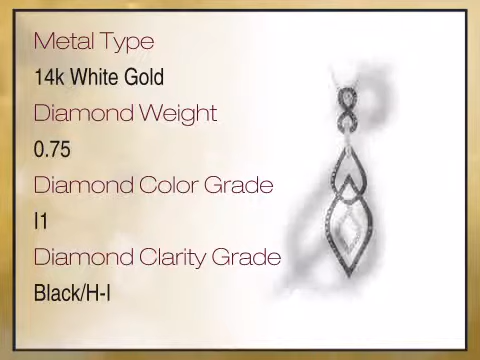 Metal Type
14k White Gold
Diamond Weight
0.75
Diamond Color Grade
I1
Diamond Clarity Grade
Black/H-I